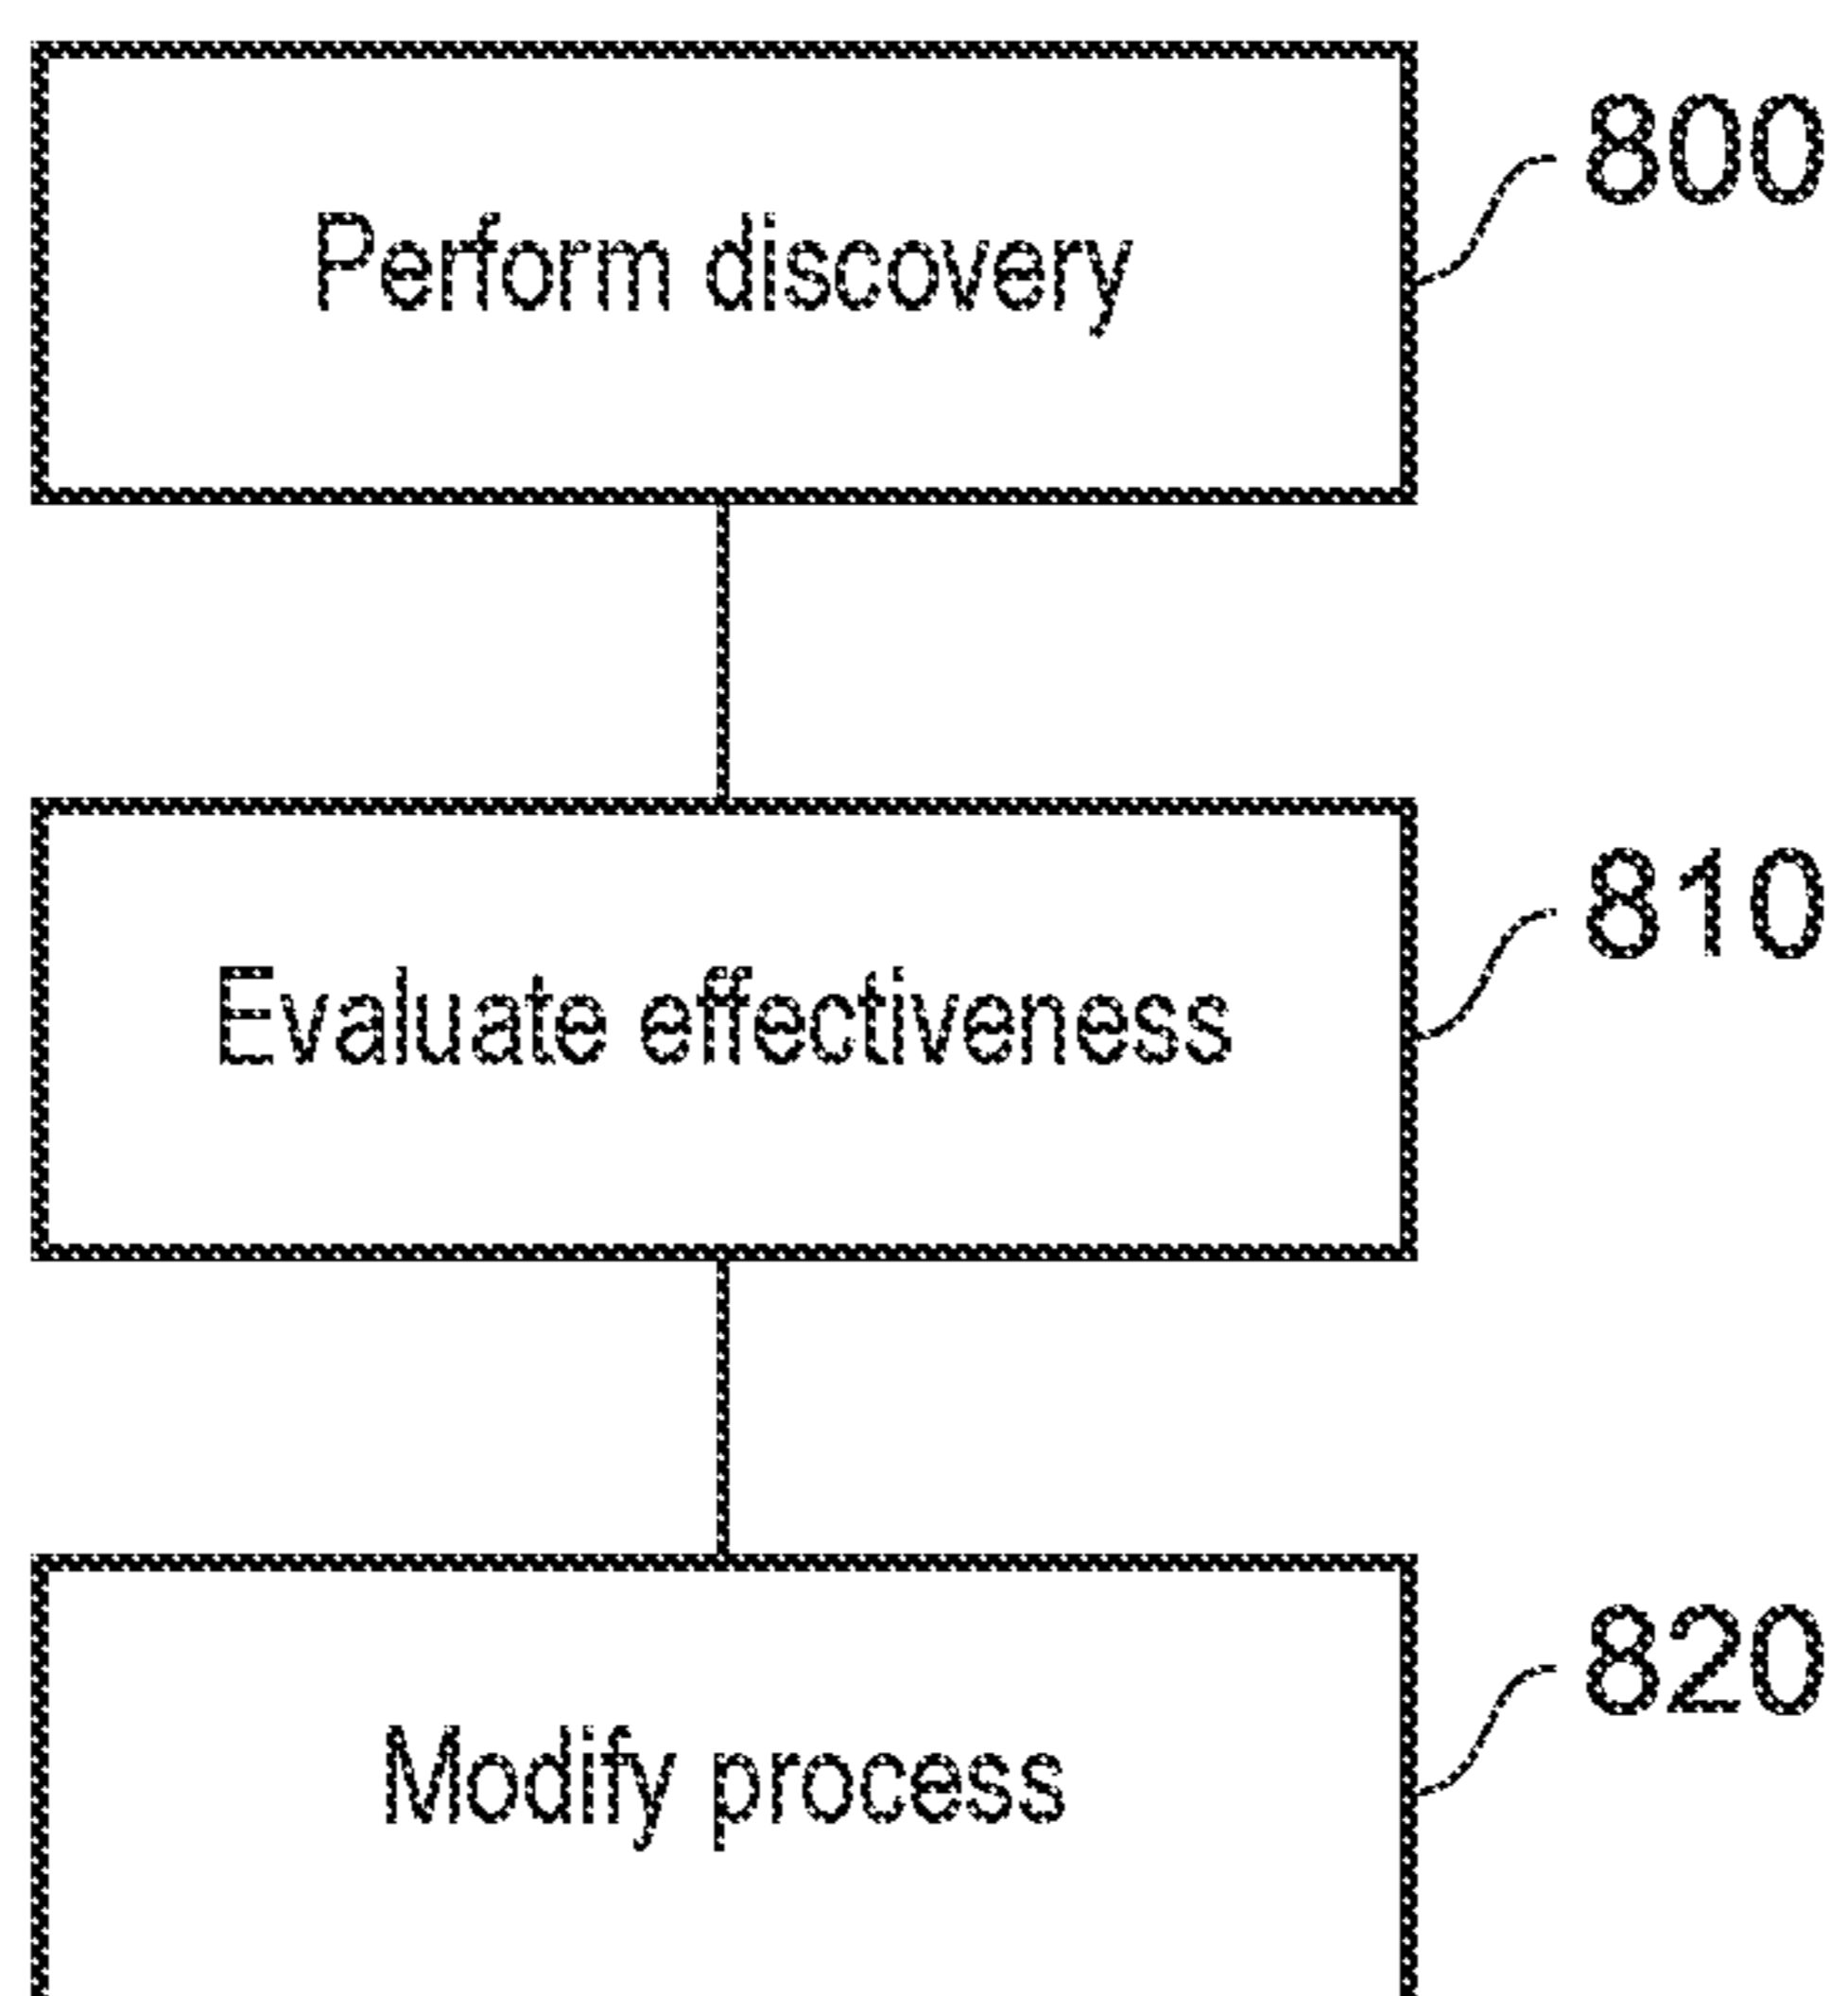 Perform discovery
800
Evaluate effectiveness
810
Modify process
820